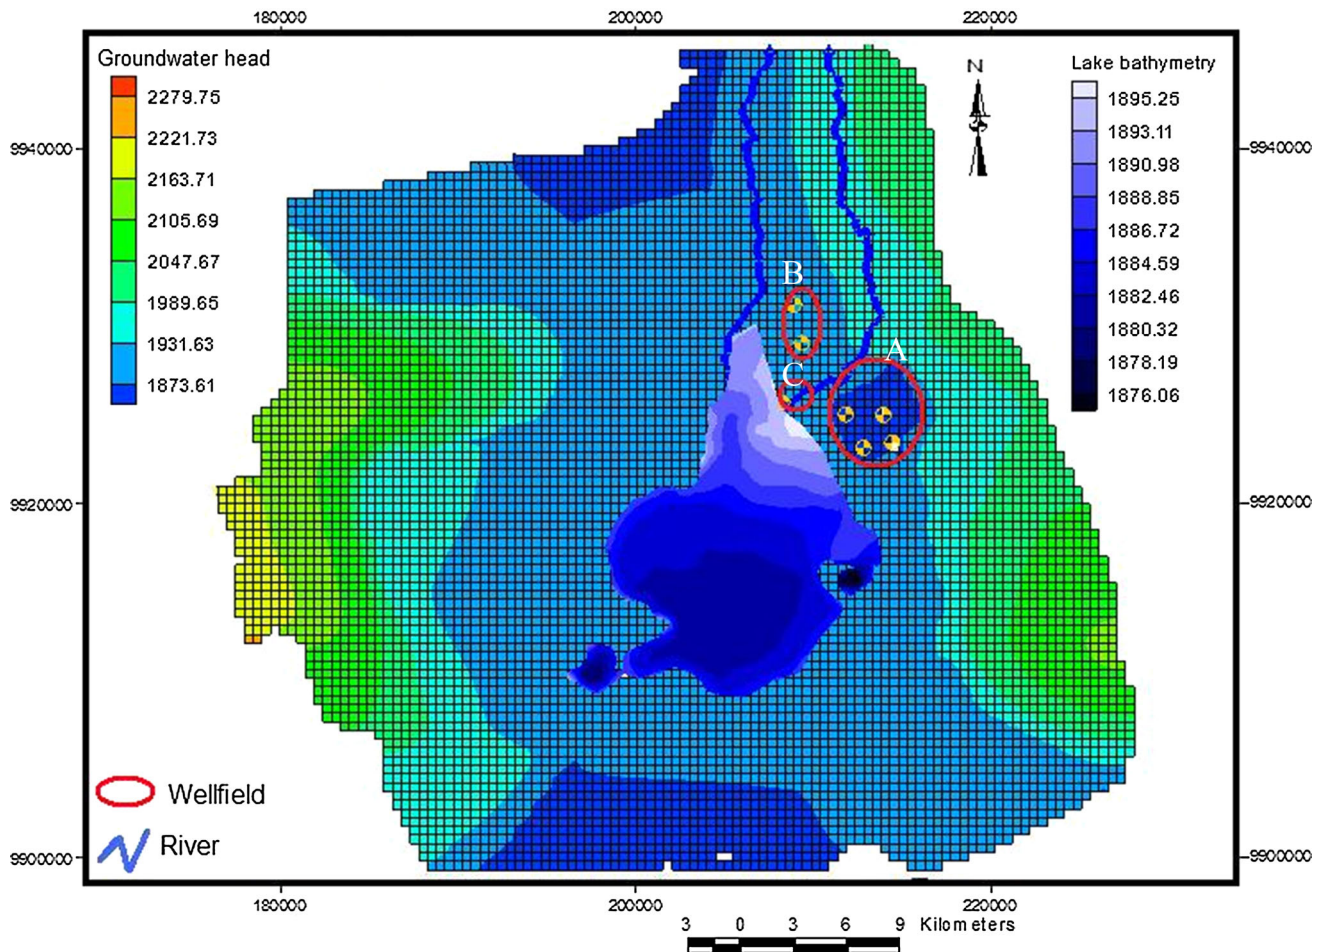 180000 200000 220000
Groundwater head
2279.75
2221.73
2163.71
2105.69
2047.67
1989.65
1931.63
1873.61
Lake bathymetry
1895.25
1893.11
1890.98
1888.85
1886.72
1884.59
1882.46
1880.32
1878.19
1876.06
N
9940000 9940000
B
A
C
9920000 9920000
Wellfield
River
9900000 9900000
180000 200000 220000
3 0 3 6 9 Kilometers